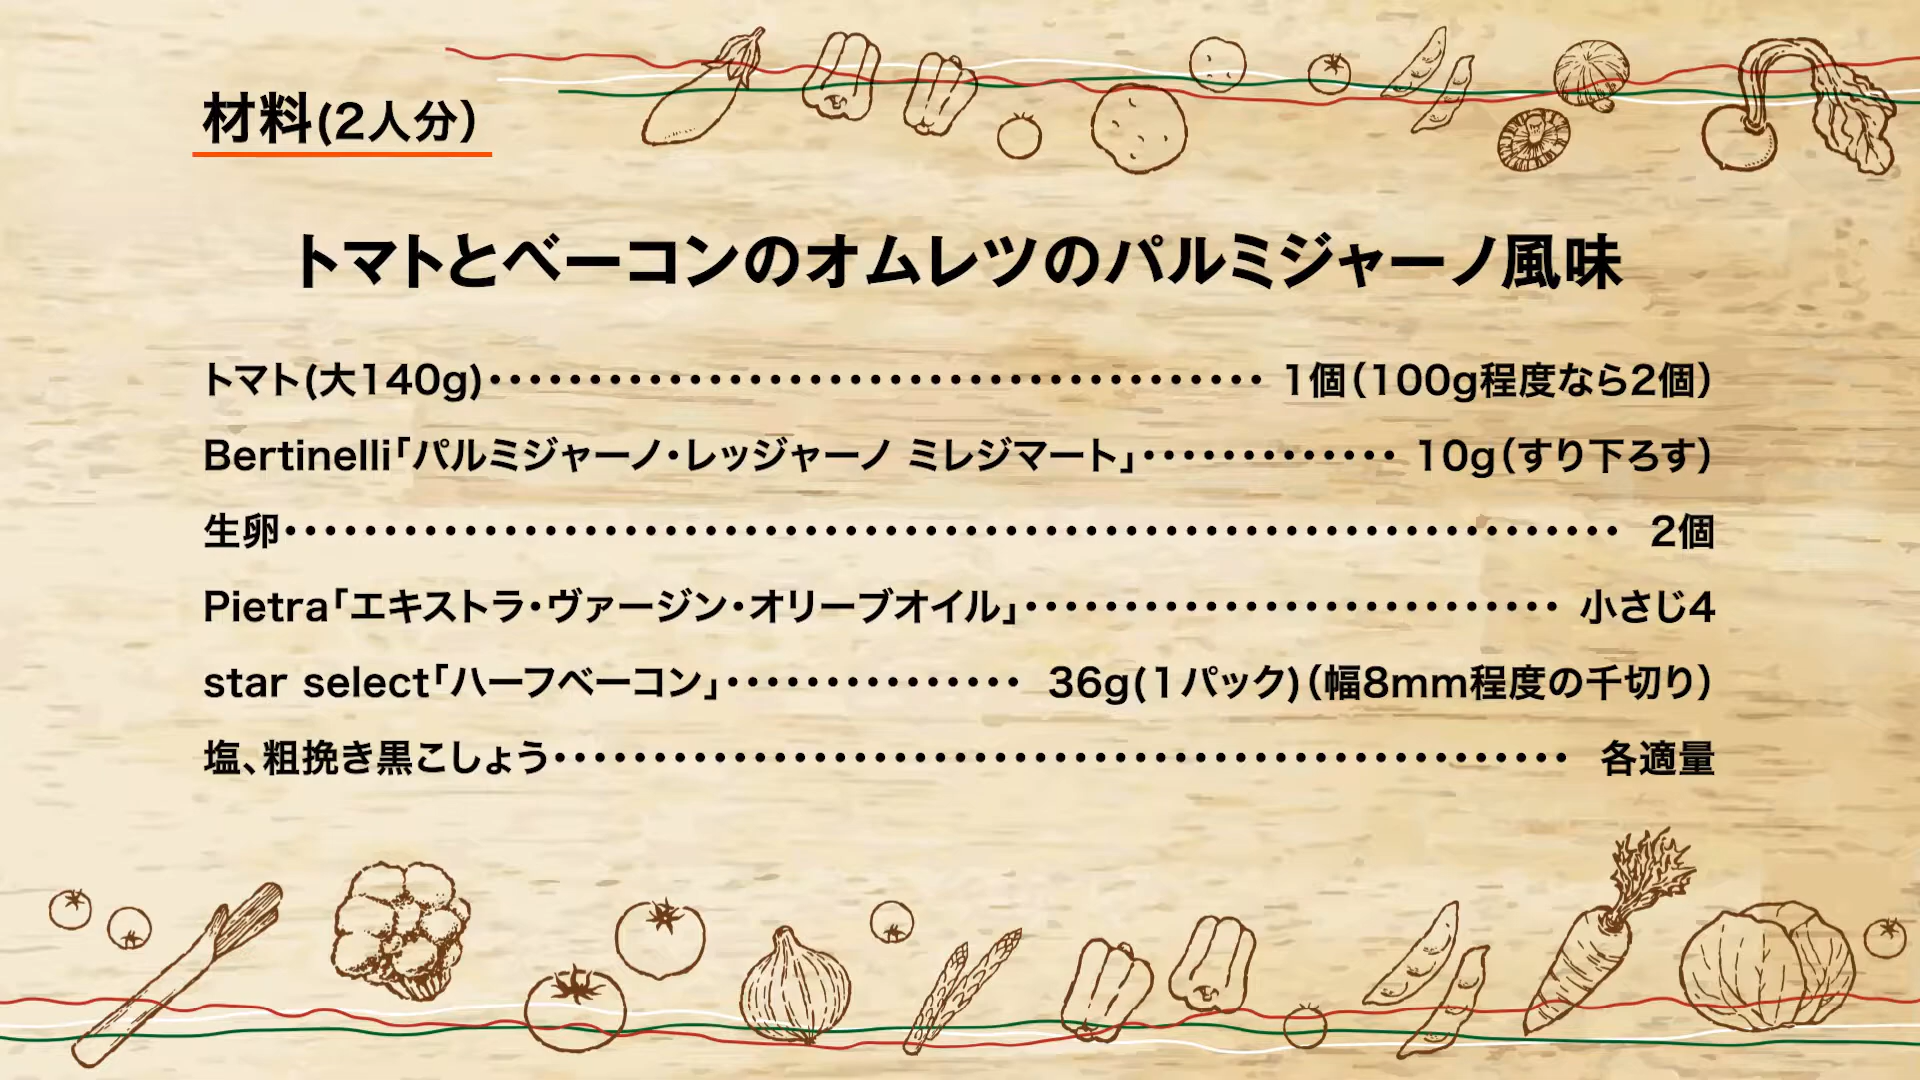 材料(2人分)
トマトとベーコンのオムレツのパルミジャーノ風味
トマト(大140g)・・・・・・・・・・・・・・・・・・・・・・・・・・・・・・・・・・・・・・・ 1個(100g程度なら2個)
Bertinelli「パルミジャーノ・レッジャーノ ミレジマート」・・・・・・・・・・・・・ 10g(すり下ろす)
生卵・・・・・・・・・・・・・・・・・・・・・・・・・・・・・・・・・・・・・・・・・・・・・・・・・・・・・・・・・・・・・・・・・・・ 2個
Pietra「エキストラ・ヴァージン・オリーブオイル」・・・・・・・・・・・・・・・・・・・・・・・・・・・ 小さじ4
star select「ハーフベーコン」・・・・・・・・・・・・・・・ 36g(1パック)(幅8mm程度の千切り)
塩、粗挽き黒こしょう・・・・・・・・・・・・・・・・・・・・・・・・・・・・・・・・・・・・・・・・・・・・・・・・・・・ 各適量